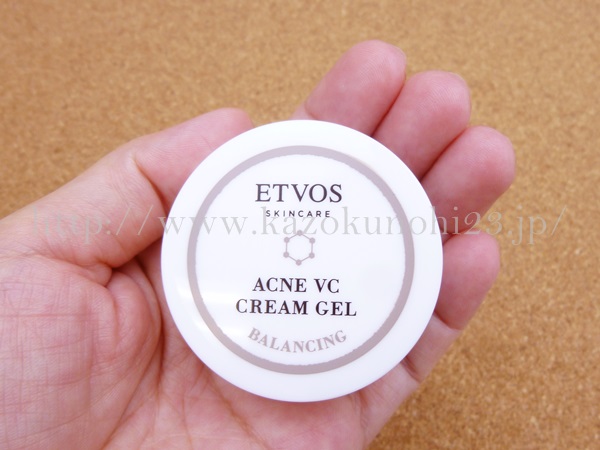 ETVOS
SKINCARE
http://www.kazokunohi23.jp/
ACNE VC
CREAM GEL
BALANCING